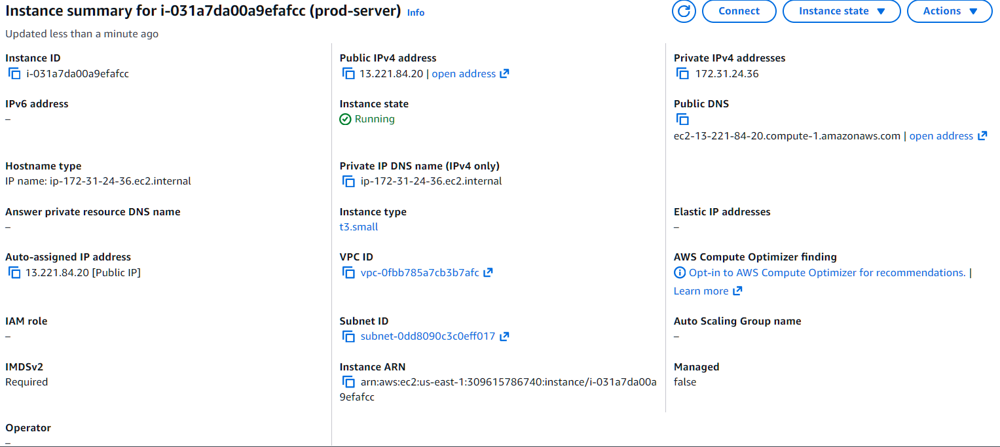 Instance summary for i-031a7da00a9efafcc (prod-server) Info
Connect
Instance state
Actions
Updated less than a minute ago
Instance ID
i-031a7da00a9efafcc
Public IPv4 address
13.221.84.20 | open address
Private IPv4 addresses
172.31.24.36
IPv6 address
–
Instance state
Running
Public DNS
ec2-13-221-84-20.compute-1.amazonaws.com | open address
Hostname type
IP name: ip-172-31-24-36.ec2.internal
Private IP DNS name (IPv4 only)
ip-172-31-24-36.ec2.internal
Answer private resource DNS name
–
Instance type
t3.small
Elastic IP addresses
–
Auto-assigned IP address
13.221.84.20 [Public IP]
VPC ID
vpc-0fbb785a7cb3b7afc
AWS Compute Optimizer finding
Opt-in to AWS Compute Optimizer for recommendations. |
Learn more
IAM role
–
Subnet ID
subnet-0dd8090c3c0eff017
Auto Scaling Group name
–
IMDSv2
Required
Instance ARN
arn:aws:ec2:us-east-1:309615786740:instance/i-031a7da00a
9efafcc
Managed
false
Operator
–